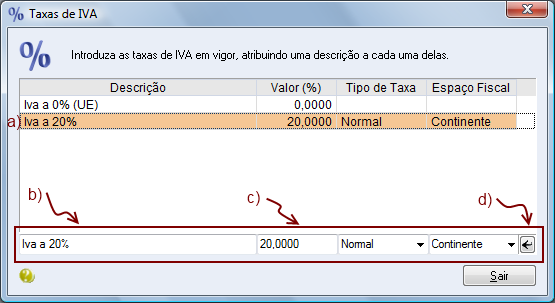 % Taxas de IVA
% Introduza as taxas de IVA em vigor, atribuindo uma descrição a cada uma delas.
Descrição Valor (%) Tipo de Taxa Espaço Fiscal
Iva a 0% (UE) 0,0000
a) Iva a 20% 20,0000 Normal Continente
b) c) d)
Iva a 20% 20,0000 Normal Continente
Sair